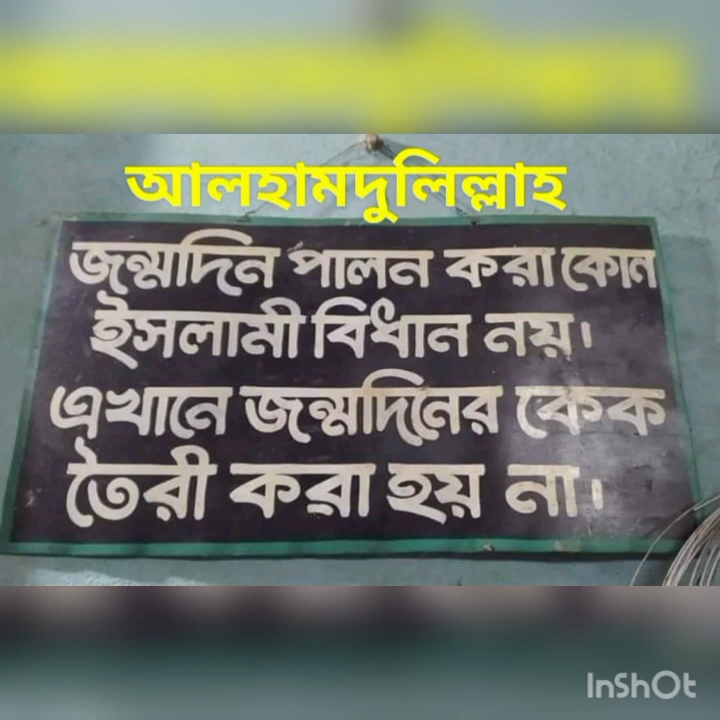 আলহামদুলিল্লাহ
জন্মদিন পালন করা কোন
ইসলামী বিধান নয়।
এখানে জন্মদিনের কেক
তৈরী করা হয় না।
InShOt